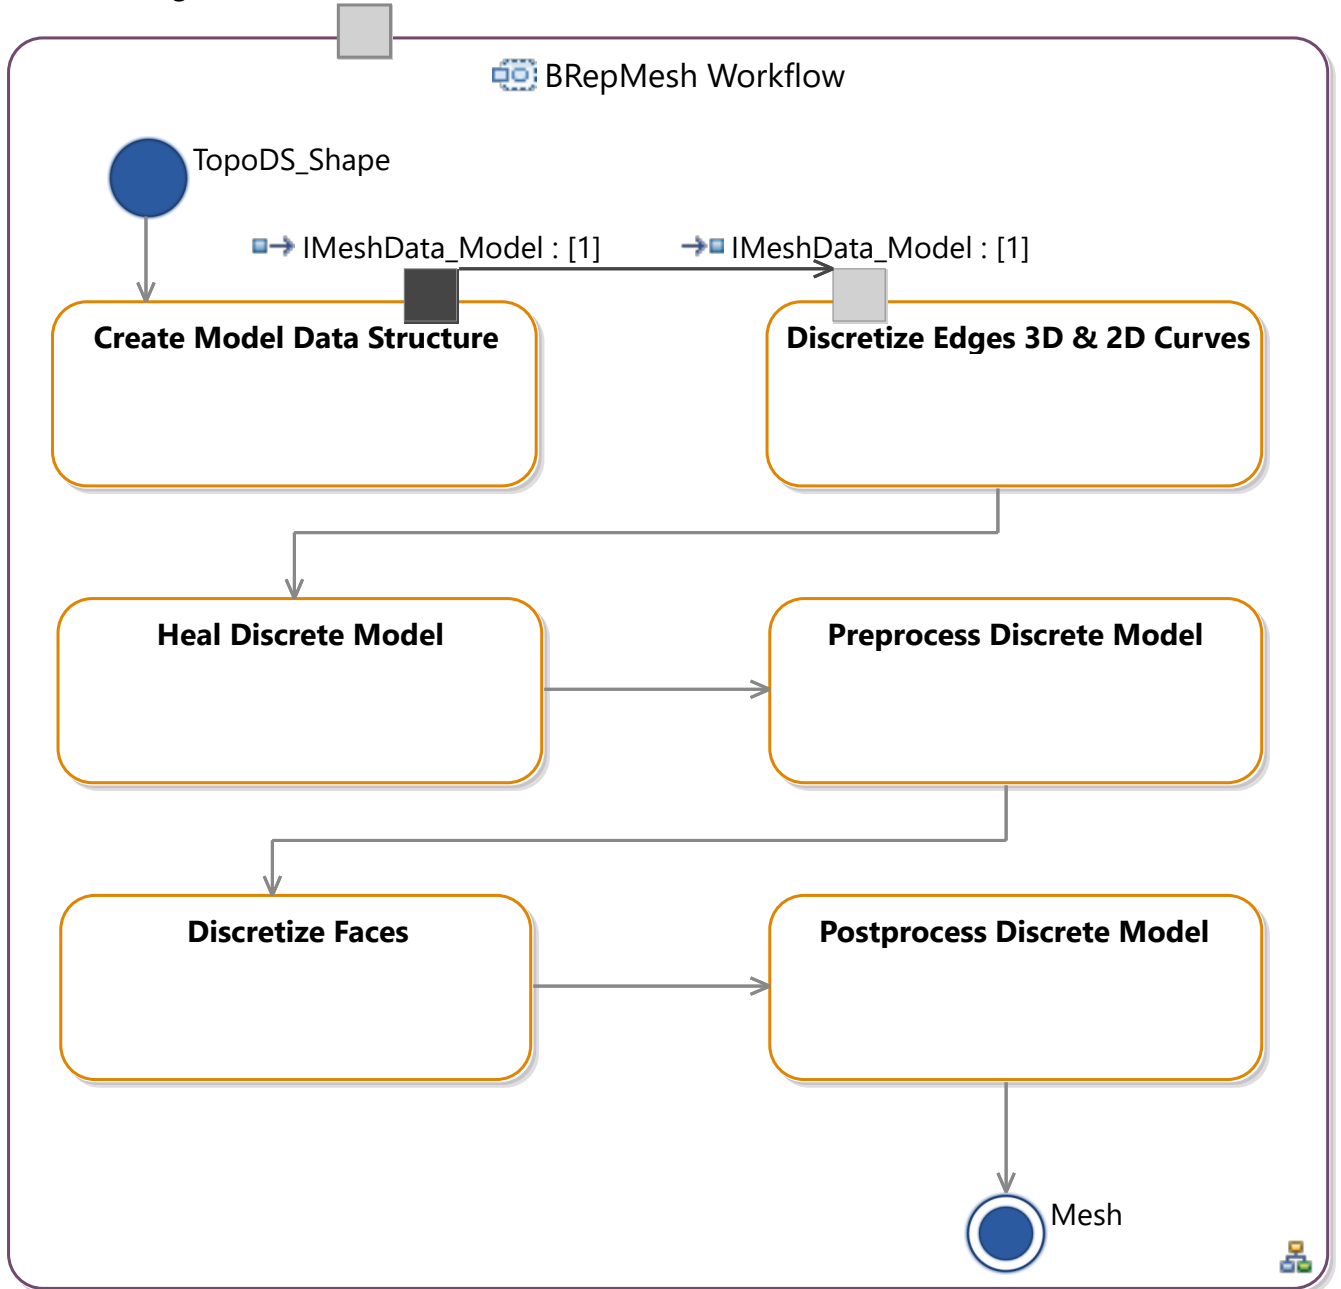 BRepMesh Workflow
TopoDS_Shape
IMeshData_Model : [1]
IMeshData_Model : [1]
Create Model Data Structure
Discretize Edges 3D & 2D Curves
Heal Discrete Model
Preprocess Discrete Model
Discretize Faces
Postprocess Discrete Model
Mesh